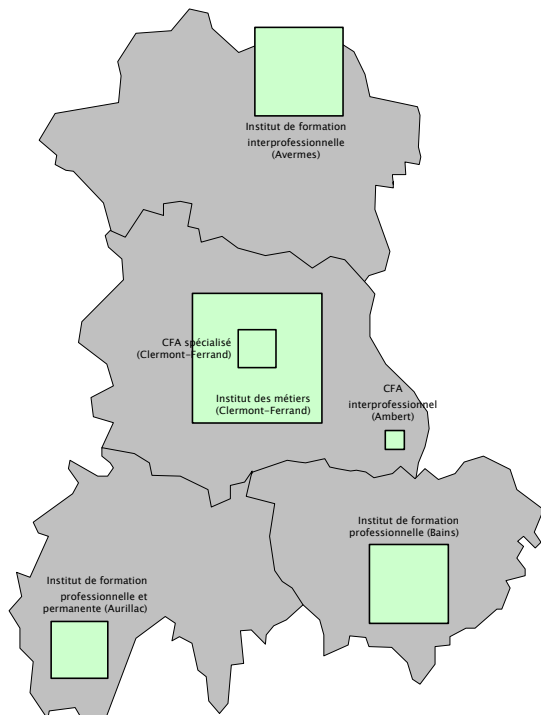 Institut de formation
interprofessionnelle
(Avermes)
CFA spécialisé
(Clermont-Ferrand)
Institut des métiers
(Clermont-Ferrand)
CFA
interprofessionnel
(Ambert)
Institut de formation
professionnelle (Bains)
Institut de formation
professionnelle et
permanente (Aurillac)